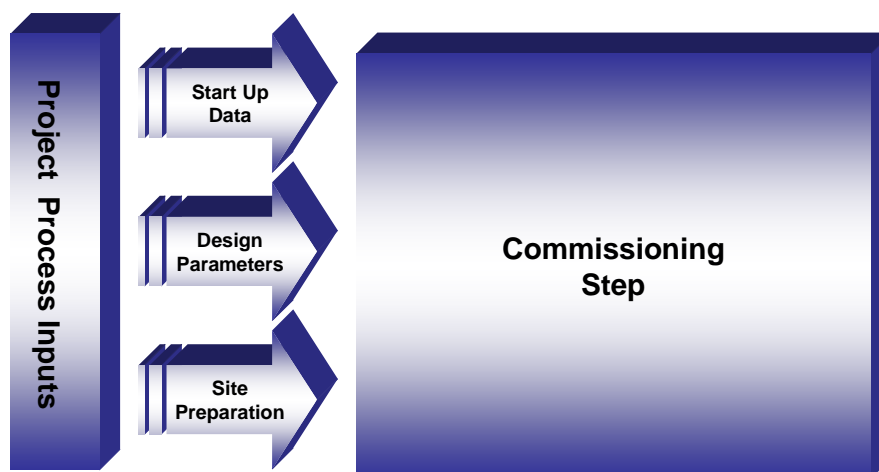 Project Process Inputs
Start Up
Data
Design
Parameters
Site
Preparation
Commissioning
Step